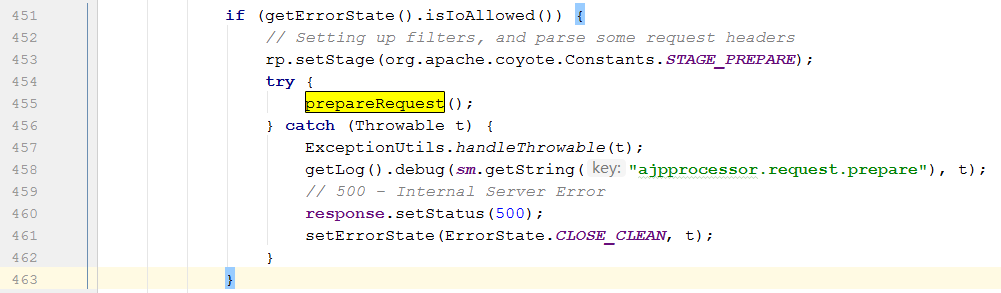 451 if (getErrorState().isIoAllowed()) {
452 // Setting up filters, and parse some request headers
453 rp.setStage(org.apache.coyote.Constants.STAGE_PREPARE);
454 try {
455 prepareRequest();
456 } catch (Throwable t) {
457 ExceptionUtils.handleThrowable(t);
458 getLog().debug(sm.getString( key: "ajpprocessor.request.prepare"), t);
459 // 500 - Internal Server Error
460 response.setStatus(500);
461 setErrorState(ErrorState.CLOSE_CLEAN, t);
462 }
463 }